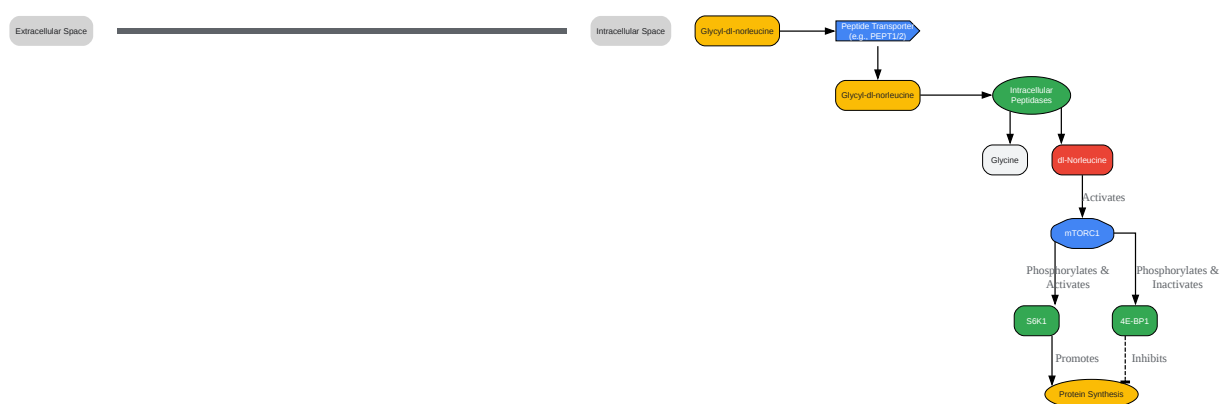 Extracellular Space
Intracellular Space
Glycyl-dl-norleucine
Peptide Transporter
(e.g., PEPT1/2)
Glycyl-dl-norleucine
Intracellular
Peptidases
Glycine
dl-Norleucine
Activates
mTORC1
Phosphorylates &
Activates
Phosphorylates &
Inactivates
S6K1
4E-BP1
Promotes
Inhibits
Protein Synthesis